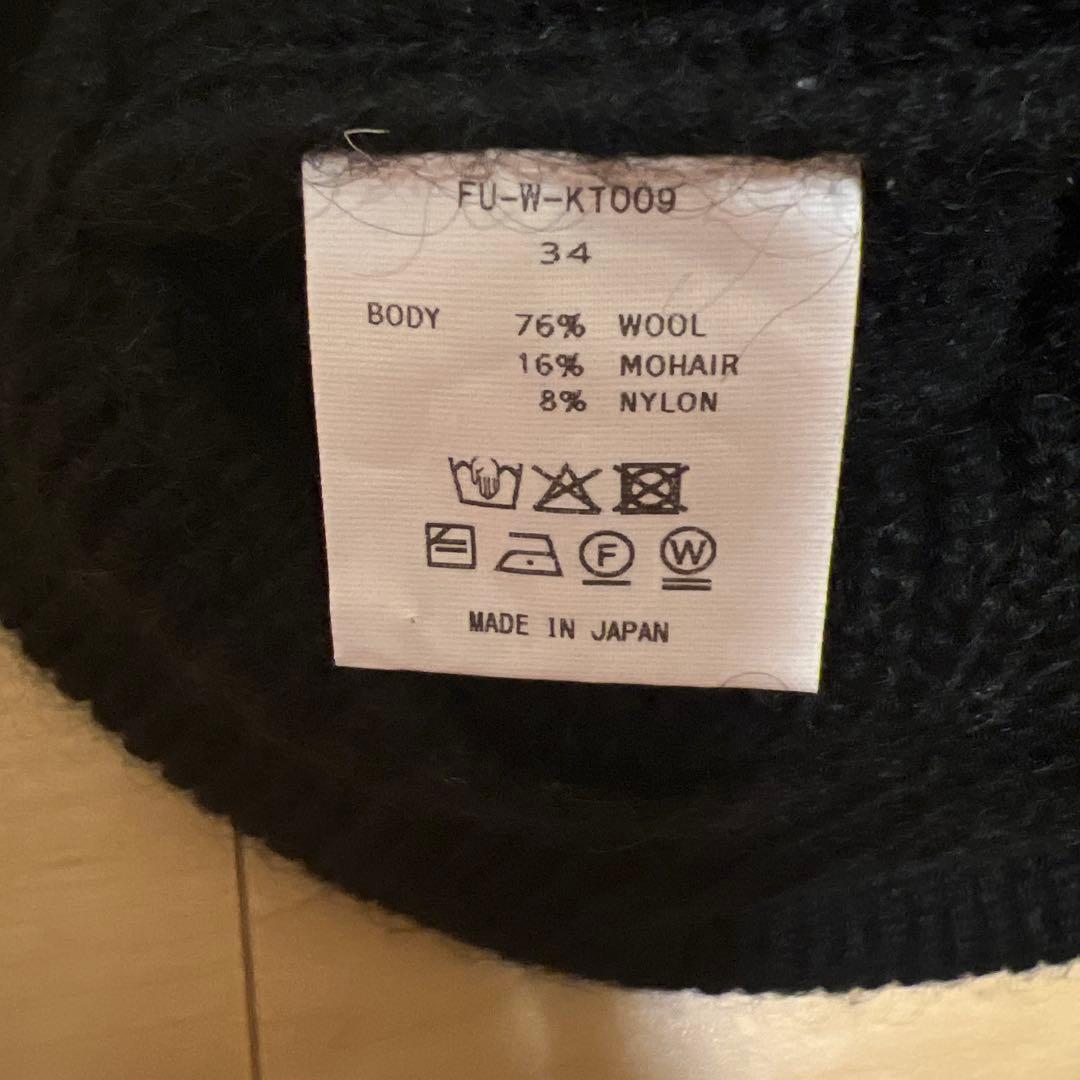 FU-W-KT009
34
BODY 76% WOOL
16% MOHAIR
8% NYLON
F W
MADE IN JAPAN